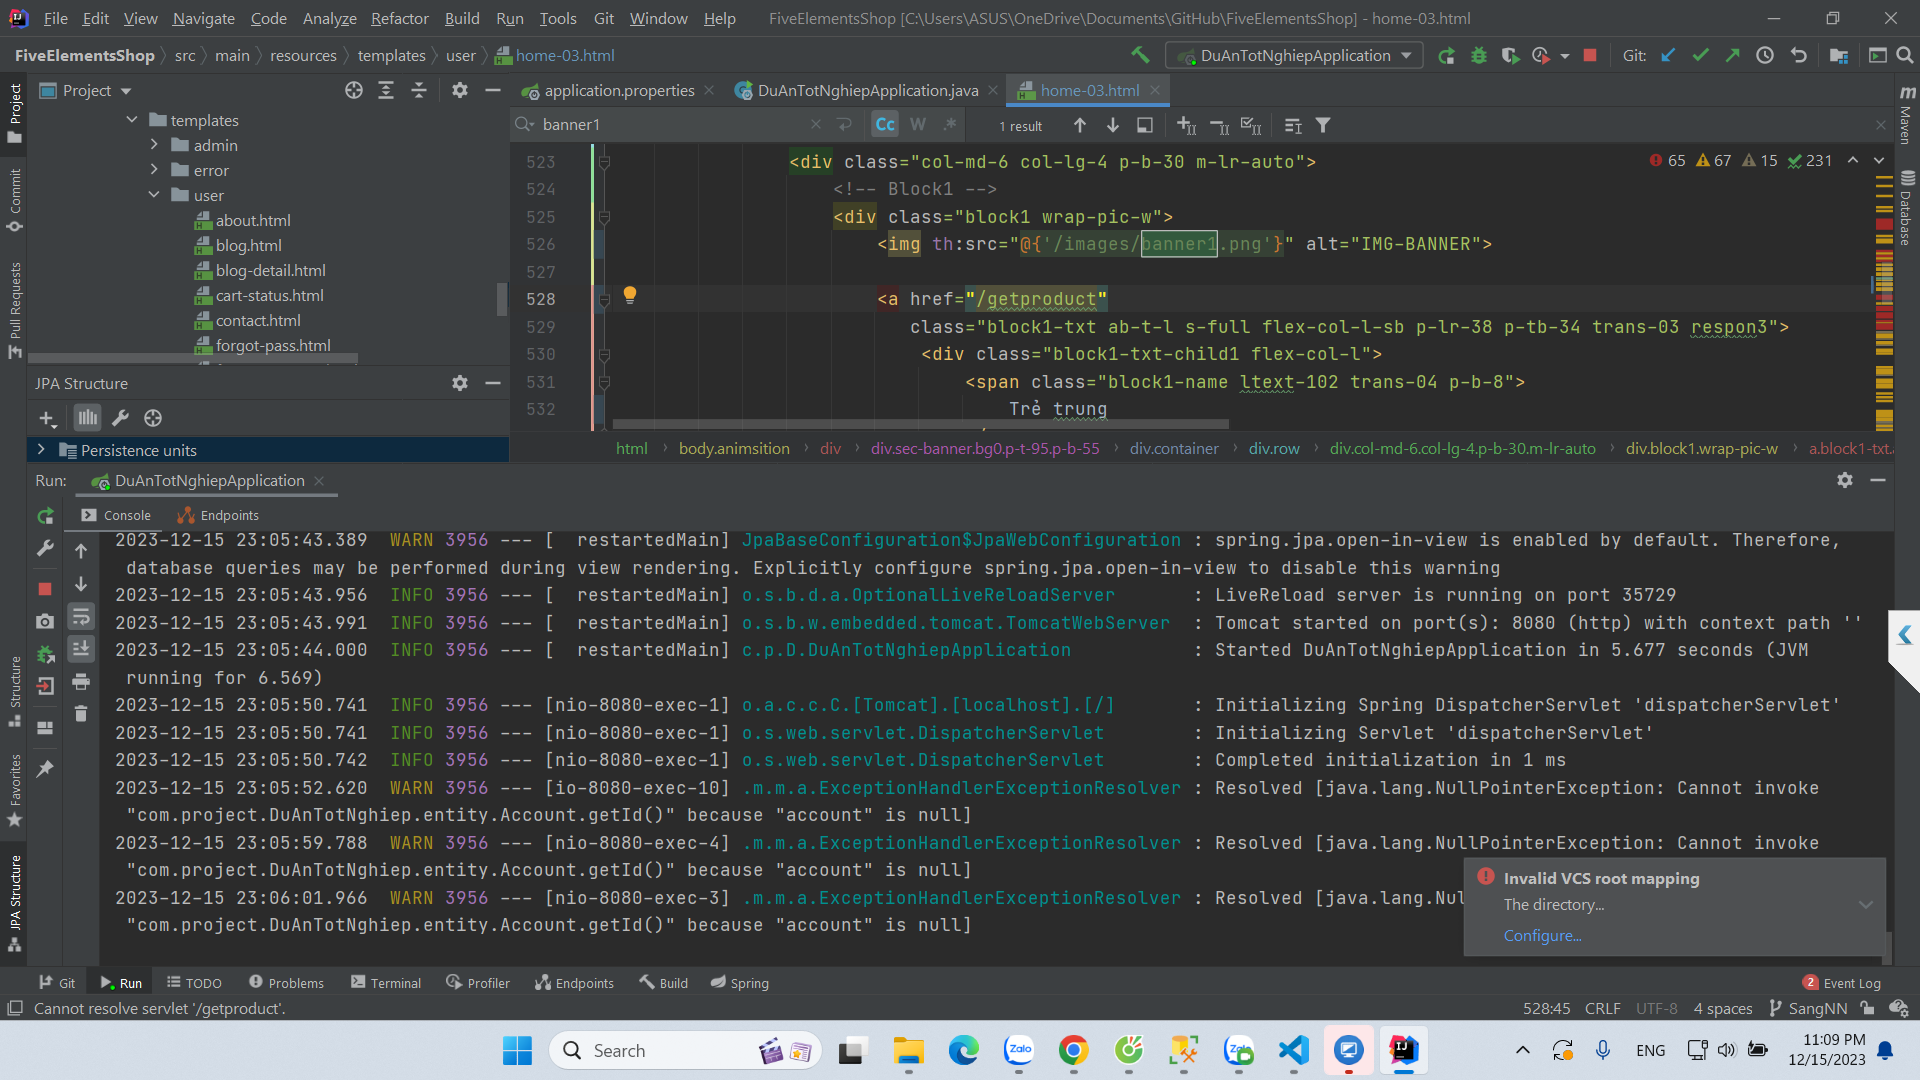 File Edit View Navigate Code Analyze Refactor Build Run Tools Git Window Help FiveElementsShop [C:\Users\ASUS\OneDrive\Documents\GitHub\FiveElementsShop] - home-03.html
FiveElementsShop src main resources templates user home-03.html DuAnTotNghiepApplication Git:
Project
application.properties DuAnTotNghiepApplication.java home-03.html
templates
admin
error
user
about.html
blog.html
blog-detail.html
cart-status.html
contact.html
forgot-pass.html
JPA Structure
Persistence units
banner1 Cc W .* 1 result
65 67 15 231
523 <div class="col-md-6 col-lg-4 p-b-30 m-lr-auto">
524 <!-- Block1 -->
525 <div class="block1 wrap-pic-w">
526 <img th:src="@{'/images/banner1.png'}" alt="IMG-BANNER">
527
528 <a href="/getproduct"
529 class="block1-txt ab-t-l s-full flex-col-l-sb p-lr-38 p-tb-34 trans-03 respon3">
530 <div class="block1-txt-child1 flex-col-l">
531 <span class="block1-name ltext-102 trans-04 p-b-8">
532 Trẻ trung
html body.animsition div div.sec-banner.bg0.p-t-95.p-b-55 div.container div.row div.col-md-6.col-lg-4.p-b-30.m-lr-auto div.block1.wrap-pic-w a.block1-txt.
Project
Commit
Pull Requests
Structure
Favorites
JPA Structure
Maven
Database
Run: DuAnTotNghiepApplication
Console Endpoints
2023-12-15 23:05:43.389 WARN 3956 --- [ restartedMain] JpaBaseConfiguration$JpaWebConfiguration : spring.jpa.open-in-view is enabled by default. Therefore,
database queries may be performed during view rendering. Explicitly configure spring.jpa.open-in-view to disable this warning
2023-12-15 23:05:43.956 INFO 3956 --- [ restartedMain] o.s.b.d.a.OptionalLiveReloadServer : LiveReload server is running on port 35729
2023-12-15 23:05:43.991 INFO 3956 --- [ restartedMain] o.s.b.w.embedded.tomcat.TomcatWebServer : Tomcat started on port(s): 8080 (http) with context path ''
2023-12-15 23:05:44.000 INFO 3956 --- [ restartedMain] c.p.D.DuAnTotNghiepApplication : Started DuAnTotNghiepApplication in 5.677 seconds (JVM
running for 6.569)
2023-12-15 23:05:50.741 INFO 3956 --- [nio-8080-exec-1] o.a.c.c.C.[Tomcat].[localhost].[/] : Initializing Spring DispatcherServlet 'dispatcherServlet'
2023-12-15 23:05:50.741 INFO 3956 --- [nio-8080-exec-1] o.s.web.servlet.DispatcherServlet : Initializing Servlet 'dispatcherServlet'
2023-12-15 23:05:50.742 INFO 3956 --- [nio-8080-exec-1] o.s.web.servlet.DispatcherServlet : Completed initialization in 1 ms
2023-12-15 23:05:52.620 WARN 3956 --- [io-8080-exec-10] .m.m.a.ExceptionHandlerExceptionResolver : Resolved [java.lang.NullPointerException: Cannot invoke
"com.project.DuAnTotNghiep.entity.Account.getId()" because "account" is null]
2023-12-15 23:05:59.788 WARN 3956 --- [nio-8080-exec-4] .m.m.a.ExceptionHandlerExceptionResolver : Resolved [java.lang.NullPointerException: Cannot invoke
"com.project.DuAnTotNghiep.entity.Account.getId()" because "account" is null]
2023-12-15 23:06:01.966 WARN 3956 --- [nio-8080-exec-3] .m.m.a.ExceptionHandlerExceptionResolver : Resolved [java.lang.Nul
"com.project.DuAnTotNghiep.entity.Account.getId()" because "account" is null]
Invalid VCS root mapping
The directory...
Configure...
Git Run TODO Problems Terminal Profiler Endpoints Build Spring 2 Event Log
Cannot resolve servlet '/getproduct'. 528:45 CRLF UTF-8 4 spaces SangNN
Search Zalo Zalo ENG 11:09 PM
12/15/2023